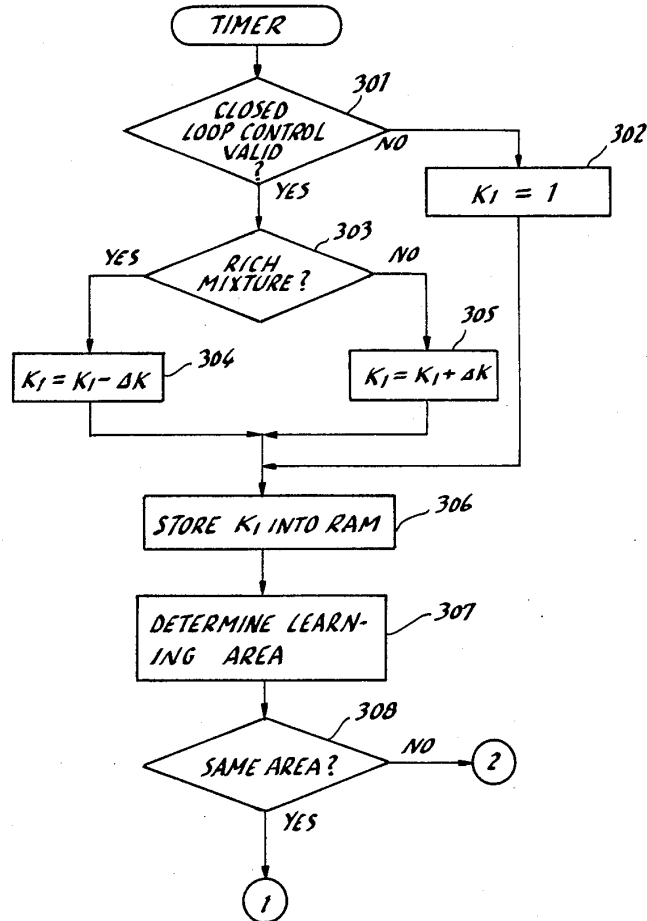 TIMER
301
CLOSED
LOOP CONTROL
VALID
?
NO
YES
302
K1 = 1
303
YES
RICH
MIXTURE?
NO
304
K1 = K1 - ΔK
305
K1 = K1 + ΔK
STORE K1 INTO RAM
306
DETERMINE LEARN-
ING AREA
307
308
SAME AREA?
NO
2
YES
1